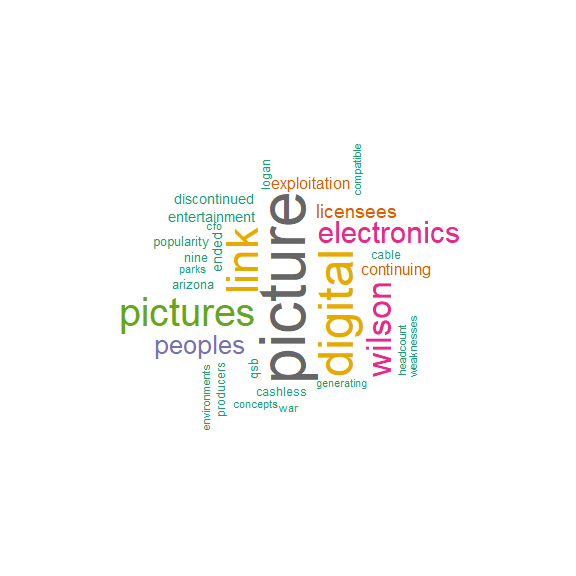 compatible
logan
exploitation
discontinued
licensees
entertainment
cfo
electronics
popularity
ended
link
picture
digital
cable
nine
parks
continuing
arizona
pictures
wilson
peoples
headcount
weaknesses
qsb
generating
environments
producers
cashless
concepts
war